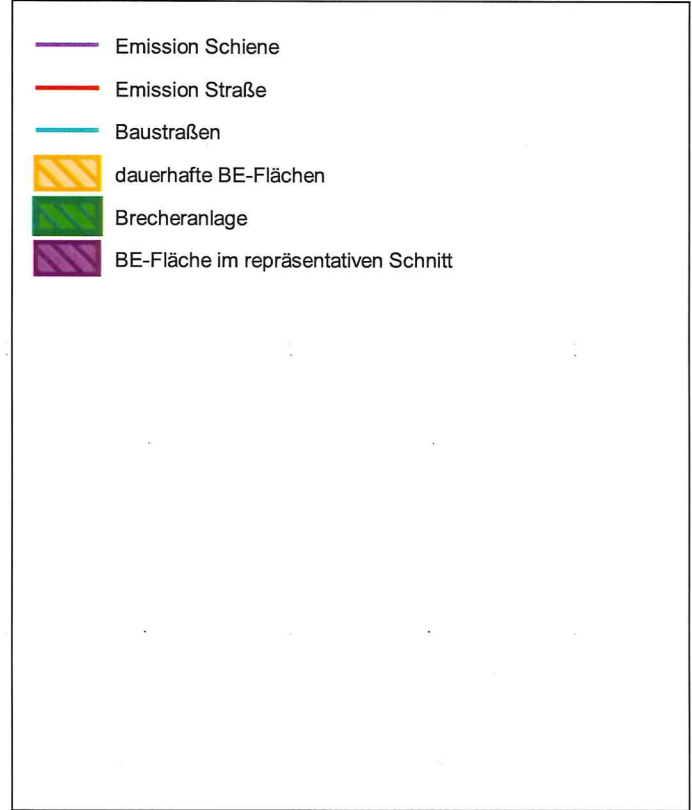 Emission Schiene
Emission Straße
Baustraßen
dauerhafte BE-Flächen
Brecheranlage
BE-Fläche im repräsentativen Schnitt